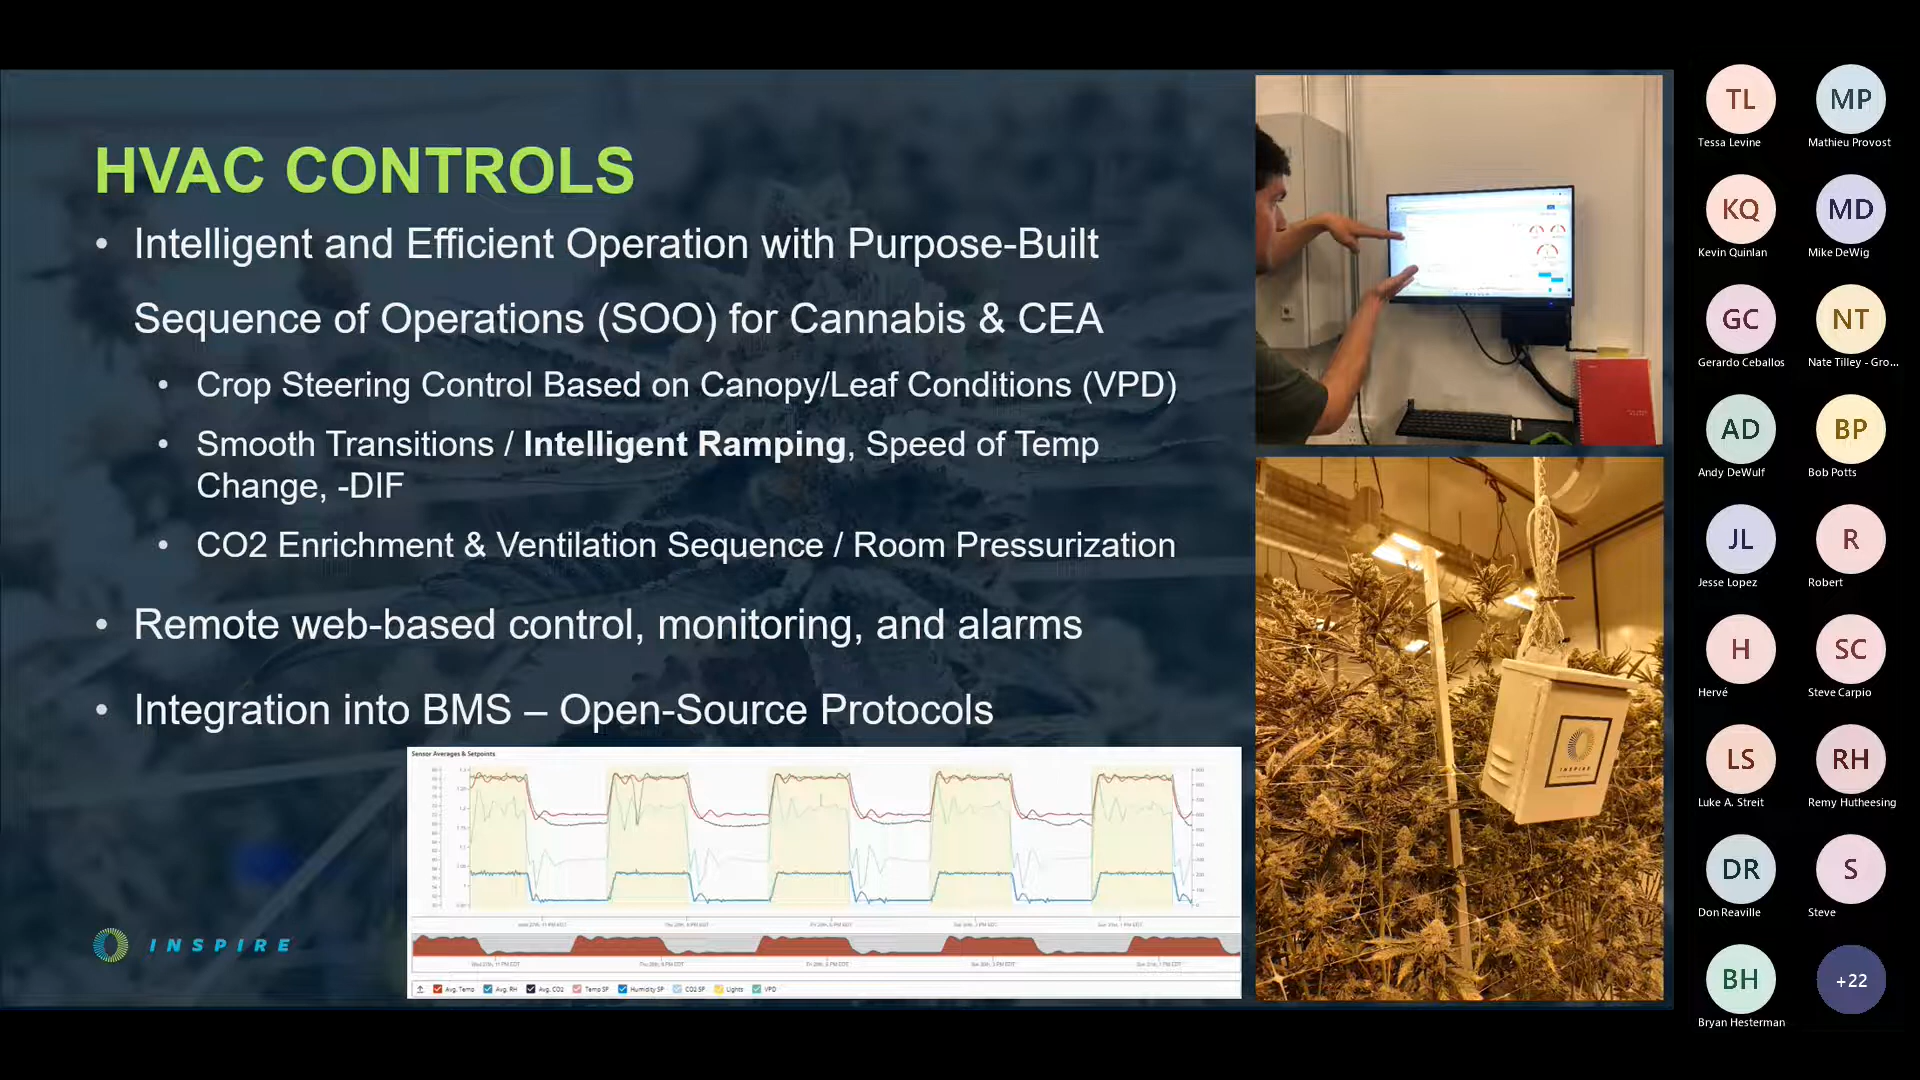 HVAC CONTROLS
• Intelligent and Efficient Operation with Purpose-Built
Sequence of Operations (SOO) for Cannabis & CEA
• Crop Steering Control Based on Canopy/Leaf Conditions (VPD)
• Smooth Transitions / Intelligent Ramping, Speed of Temp
Change, -DIF
• CO2 Enrichment & Ventilation Sequence / Room Pressurization
• Remote web-based control, monitoring, and alarms
• Integration into BMS – Open-Source Protocols
Sensor Averages & Setpoints
Avg. Temp Avg. RH Avg. CO2 Temp SP Humidity SP CO2 SP Lights VPD
INSPIRE
INSPIRE
TL
Tessa Levine
MP
Mathieu Provost
KQ
Kevin Quinlan
MD
Mike DeWig
GC
Gerardo Ceballos
NT
Nate Tilley - Gro...
AD
Andy DeWulf
BP
Bob Potts
JL
Jesse Lopez
R
Robert
H
Hervé
SC
Steve Carpio
LS
Luke A. Streit
RH
Remy Hutheesing
DR
Don Reaville
S
Steve
BH
Bryan Hesterman
+22